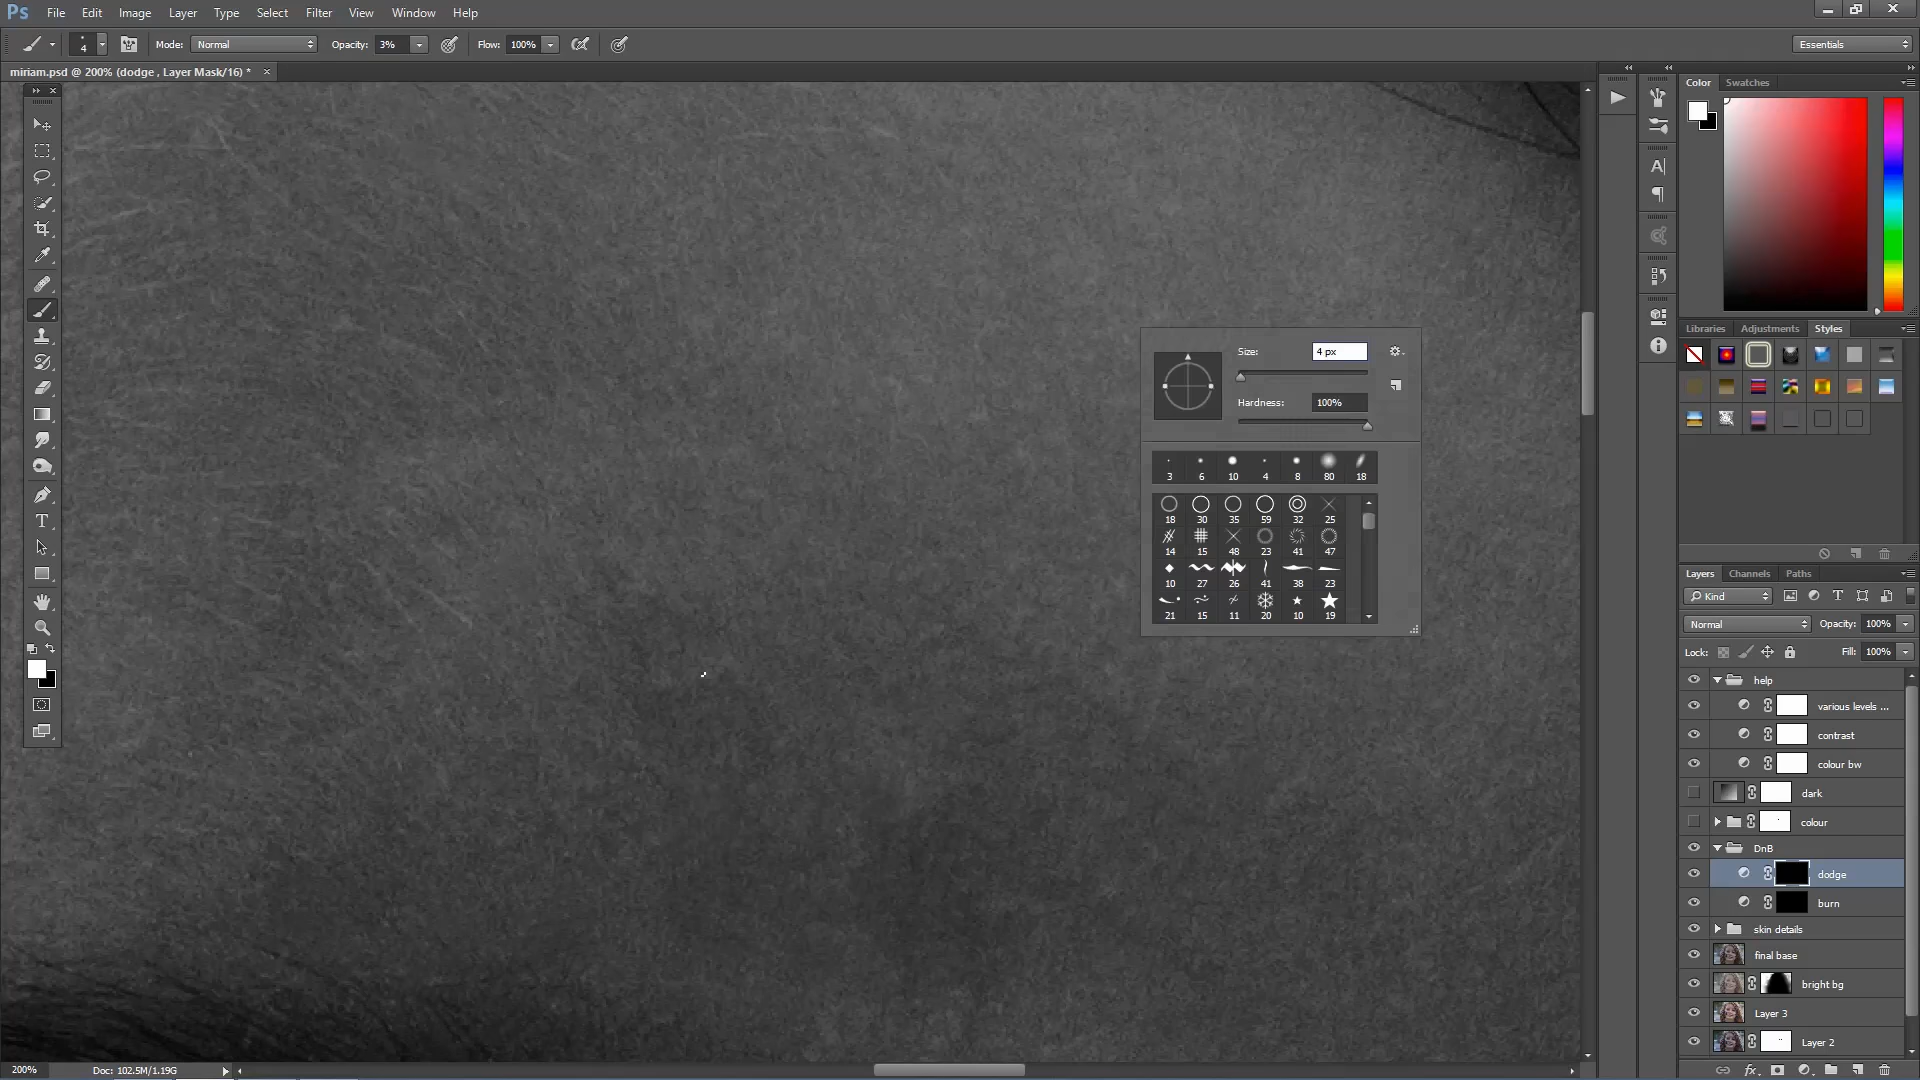 Ps File Edit Image Layer Type Select Filter View Window Help
4 Mode: Normal Opacity: 3% Flow: 100% Essentials
miriam.psd @ 200% (dodge , Layer Mask/16) * ×
Color Swatches
Size: 4 px
Hardness: 100%
3 6 10 4 8 80 18
18 30 35 59 32 25
14 15 48 23 41 47
10 27 26 41 38 23
21 15 11 20 10 19
Libraries Adjustments Styles
Layers Channels Paths
Kind
Normal Opacity: 100%
Lock: Fill: 100%
help
various levels ...
contrast
colour bw
dark
colour
DnB
dodge
burn
skin details
final base
bright bg
Layer 3
Layer 2
200% Doc: 102.5M/1.19G